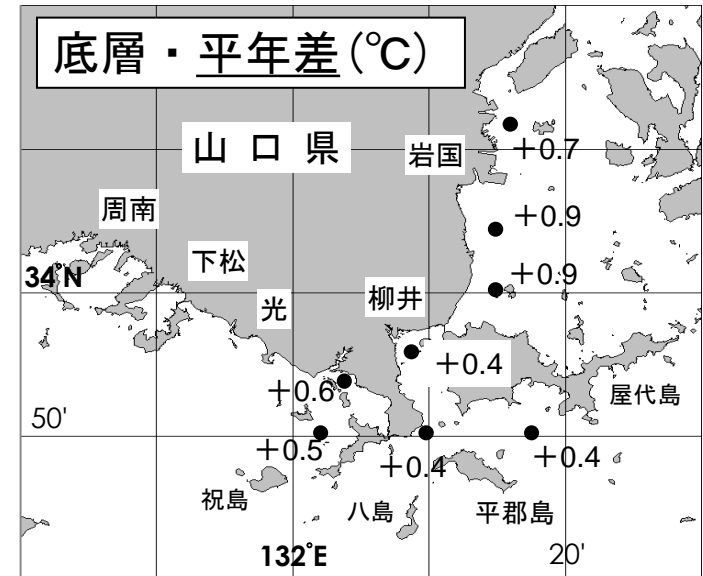 底層・平年差(℃)
山口県
岩国
+0.7
周南
+0.9
下松
34°N
+0.9
光
柳井
+0.4
+0.6
屋代島
50'
+0.5
+0.4
+0.4
祝島
八島
平郡島
132°E
20'